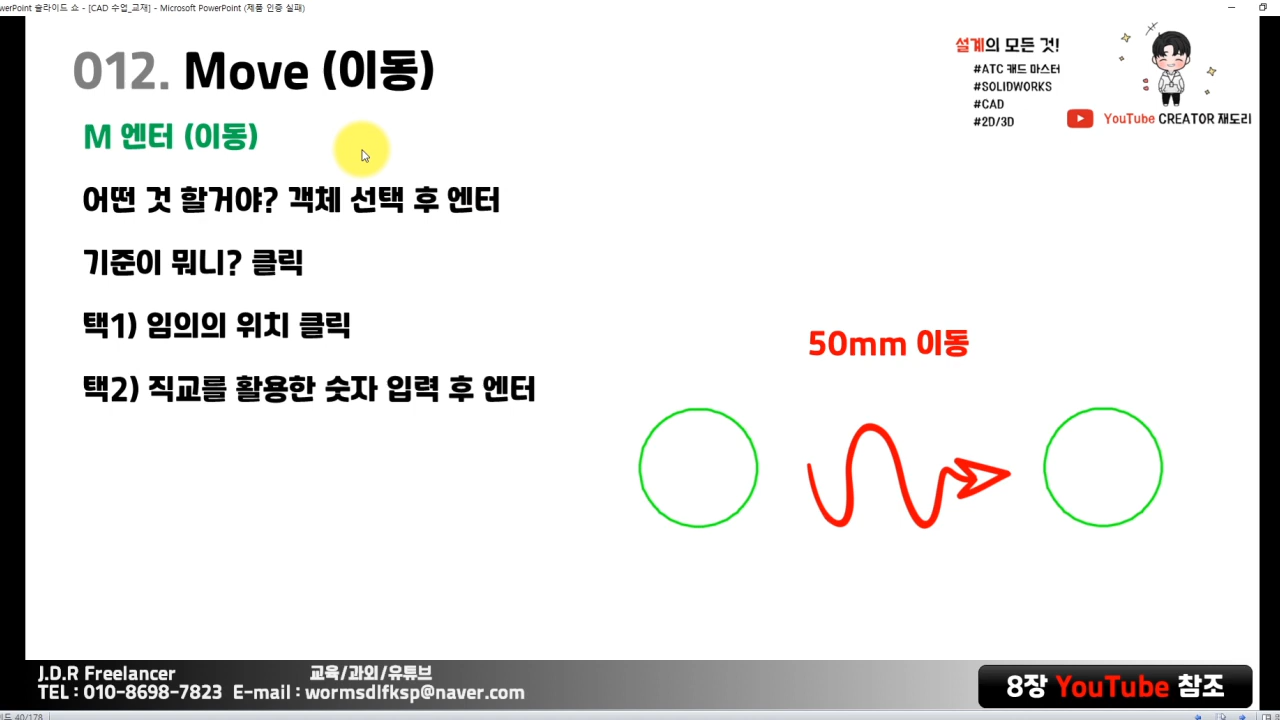 werPoint 슬라이드 쇼 - [CAD 수업_교재] - Microsoft PowerPoint (제품 인증 실패)
012. Move (이동)
설계의 모든 것!
#ATC 캐드 마스터
#SOLIDWORKS
#CAD
#2D/3D
YouTube CREATOR 재도리
M 엔터 (이동)
어떤 것 할거야? 객체 선택 후 엔터
기준이 뭐니? 클릭
택1) 임의의 위치 클릭
택2) 직교를 활용한 숫자 입력 후 엔터
50mm 이동
J.D.R Freelancer 교육/과외/유튜브
TEL : 010-8698-7823 E-mail : wormsdlfksp@naver.com
8장 YouTube 참조
이드 40/178